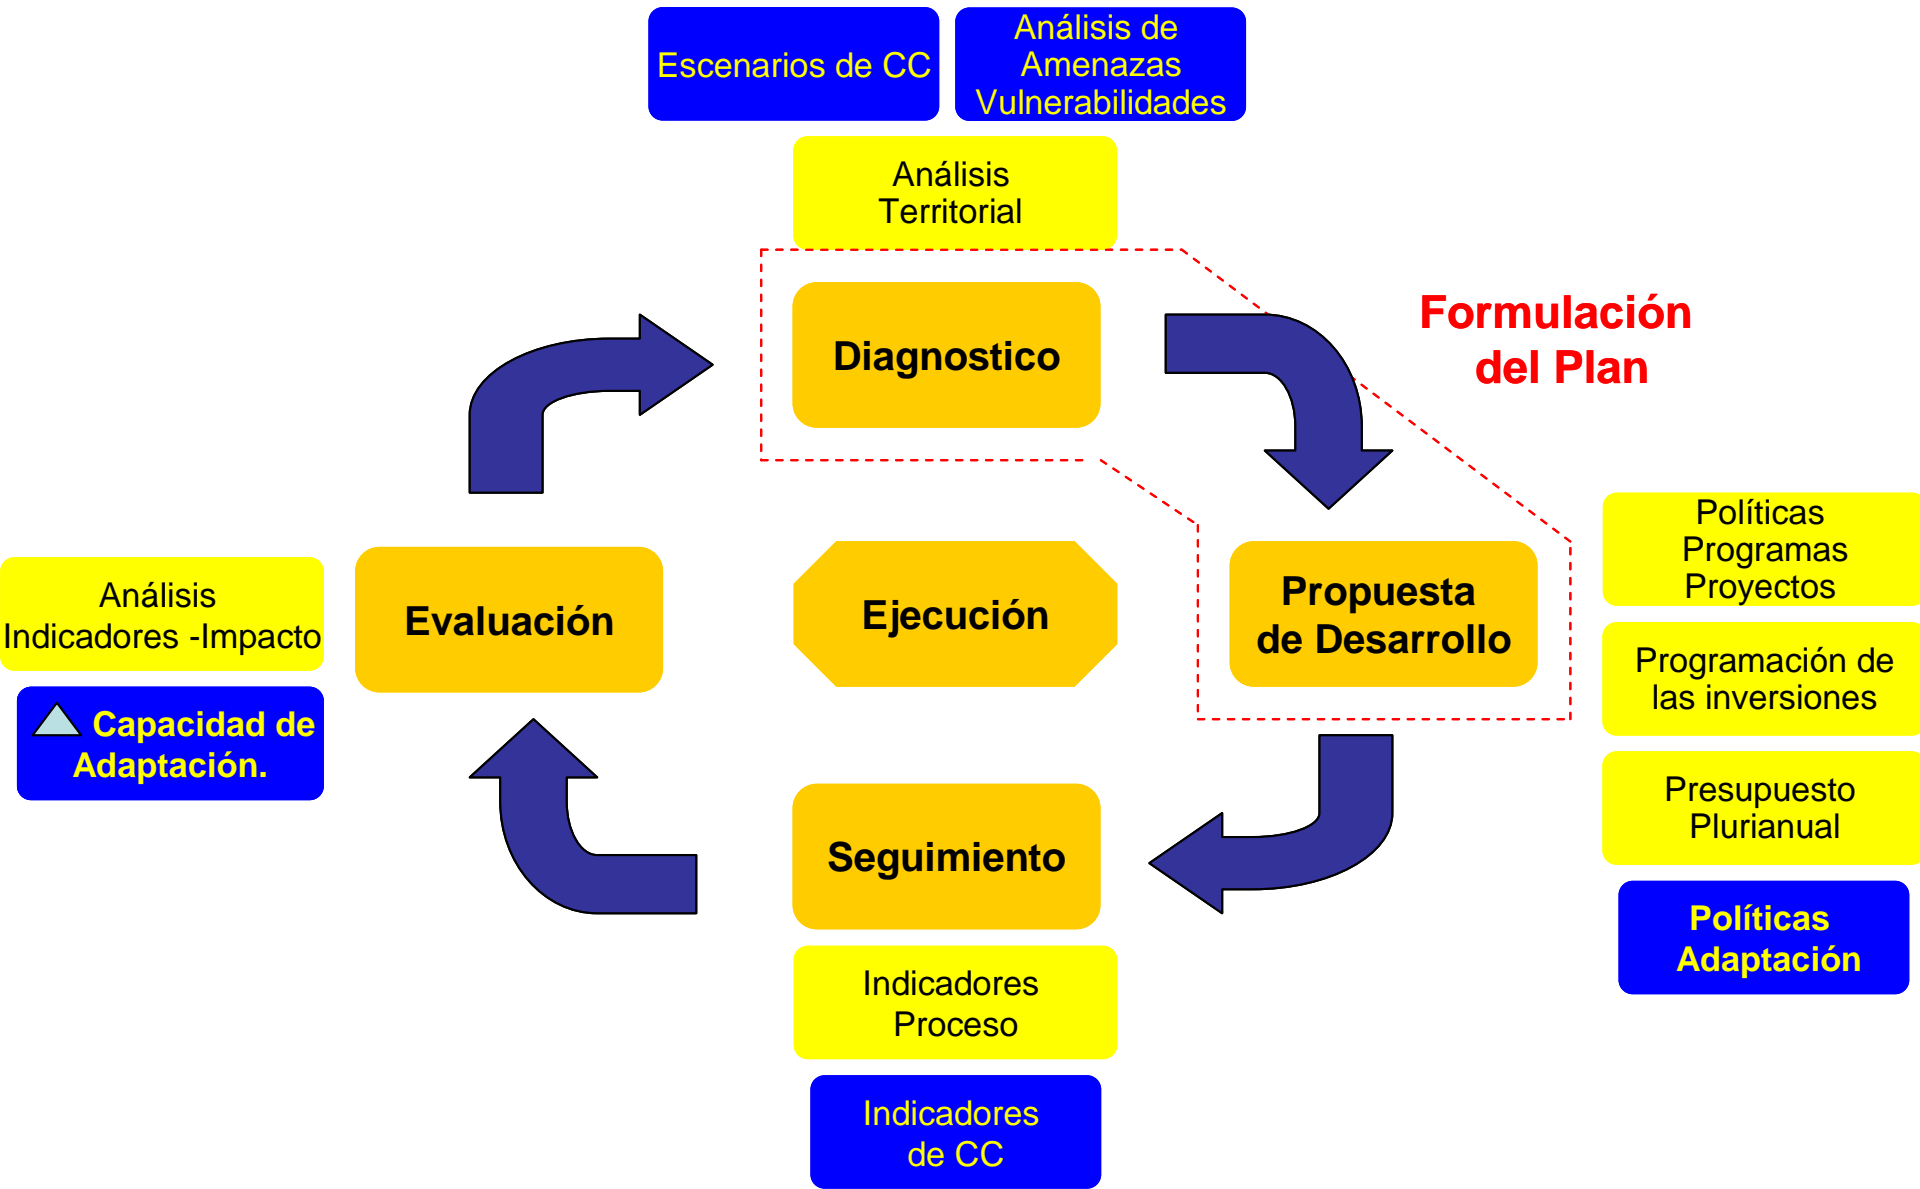 Escenarios de CC
Análisis de
Amenazas
Vulnerabilidades
Análisis
Territorial
Diagnostico
Formulación
del Plan
Políticas
Programas
Proyectos
Programación de
las inversiones
Presupuesto
Plurianual
Políticas
Adaptación
Propuesta
de Desarrollo
Ejecución
Evaluación
Análisis
Indicadores -Impacto
Capacidad de
Adaptación.
Seguimiento
Indicadores
Proceso
Indicadores
de CC